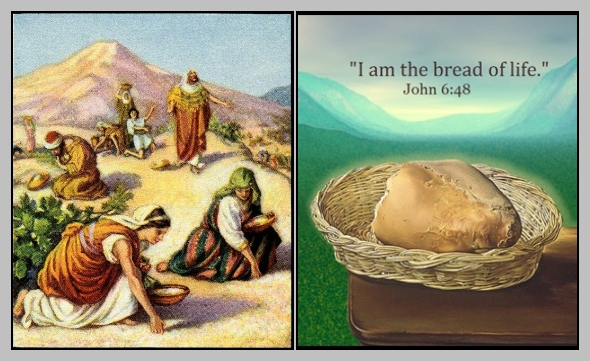 "I am the bread of life."
John 6:48